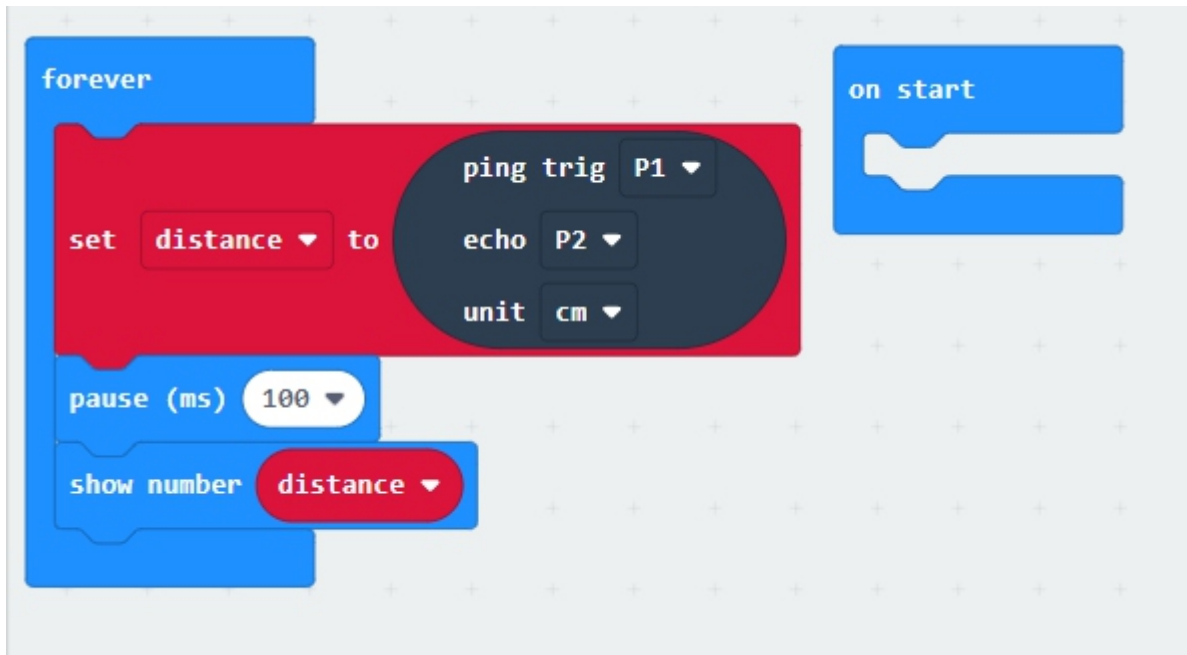 forever
set distance to
ping trig P1
echo P2
unit cm
pause (ms) 100
show number distance
on start